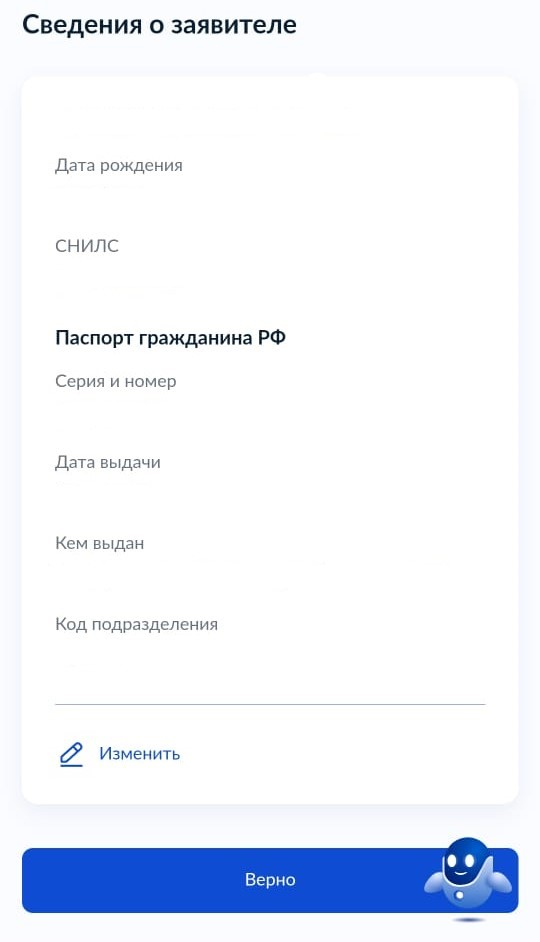 Сведения о заявителе
Дата рождения
СНИЛС
Паспорт гражданина РФ
Серия и номер
Дата выдачи
Кем выдан
Код подразделения
Изменить
Верно